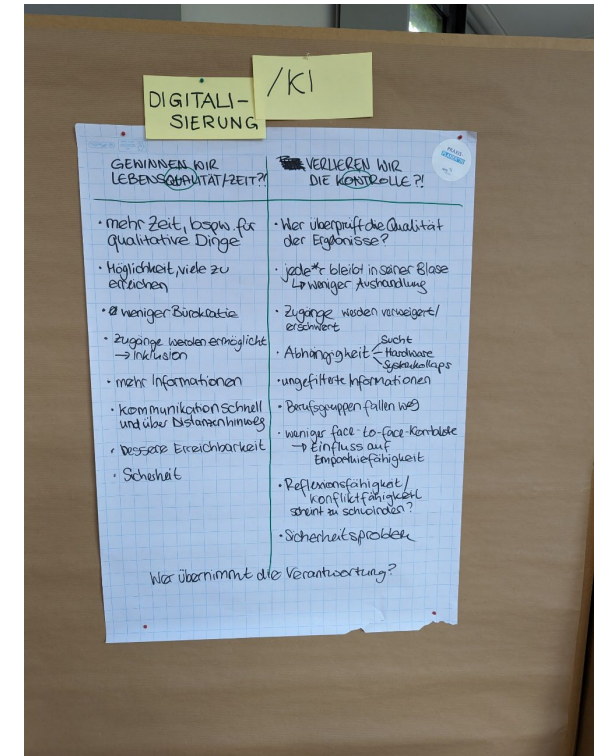 DIGITALI-
SIERUNG
/KI
GEWINNEN WIR
LEBENSQUALITÄT/ZEIT?!
• mehr Zeit, bspw. für
qualitative Dinge
• Möglichkeit, viele zu
erreichen
• weniger Bürokratie
• Zugänge werden ermöglicht
→ Inklusion
• mehr Informationen
• Kommunikation schnell
und über Distanzen hinweg
• bessere Erreichbarkeit
• Sicherheit
VERLIEREN WIR
DIE KONTROLLE?!
• Wer überprüft die Qualität
der Ergebnisse?
• jede*r bleibt in seiner Blase
↳ weniger Aushandlung
• Zugänge werden verweigert/
erschwert
• Abhängigkeit
Sucht
Hardware
Systemkollaps
• ungefilterte Informationen
• Berufsgruppen fallen weg
• weniger face-to-face-Kontakte
→ Einfluss auf
Empathiefähigkeit
• Reflexionsfähigkeit/
Konfliktfähigkeit
scheint zu schwinden?
• Sicherheitsproblem
Wer übernimmt die Verantwortung?